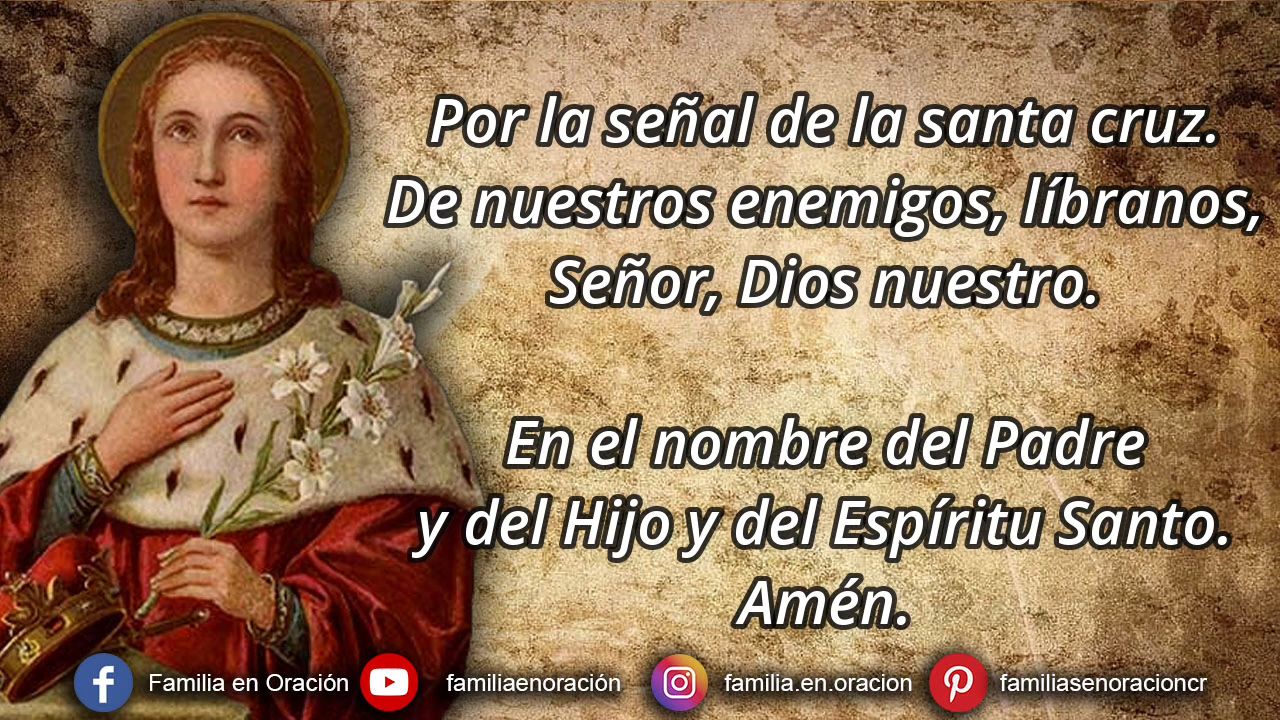 Por la señal de la santa cruz.
De nuestros enemigos, líbranos,
Señor, Dios nuestro.
En el nombre del Padre
y del Hijo y del Espíritu Santo.
Amén.
Familia en Oración
familiaenoración
familia.en.oracion
familiasenoracioncr